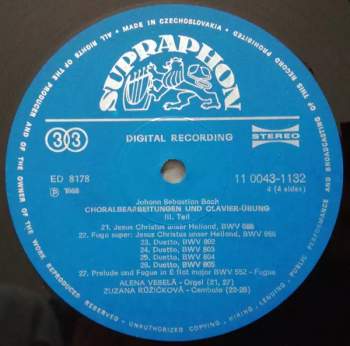 • ALL RIGHTS OF THE PRODUCER AND OF THE OWNER OF THE WORK REPRODUCED RESERVED • UNAUTHORIZED COPYING, HIRING, LENDING, PUBLIC PERFORMANCE AND BROADCASTING OF THIS RECORD PROHIBITED • MADE IN CZECHOSLOVAKIA •
SUPRAPHON
33
DIGITAL RECORDING
STEREO
ED 8178
11 0043-1132
Ⓟ 1988
4 (4 sides)
Johann Sebastian Bach
CHORALBEARBEITUNGEN UND CLAVIER-ÜBUNG
III. Teil
21. Jesus Christus unser Heiland, BWV 688
22. Fuga super: Jesus Christus unser Heiland, BWV 689
23. Duetto, BWV 802
24. Duetto, BWV 803
25. Duetto, BWV 804
26. Duetto, BWV 805
27. Prelude und Fugue in E flat major BWV 552 - Fugue
ALENA VESELÁ - Orgel (21, 27)
ZUZANA RŮŽIČKOVÁ - Cembalo (23-26)